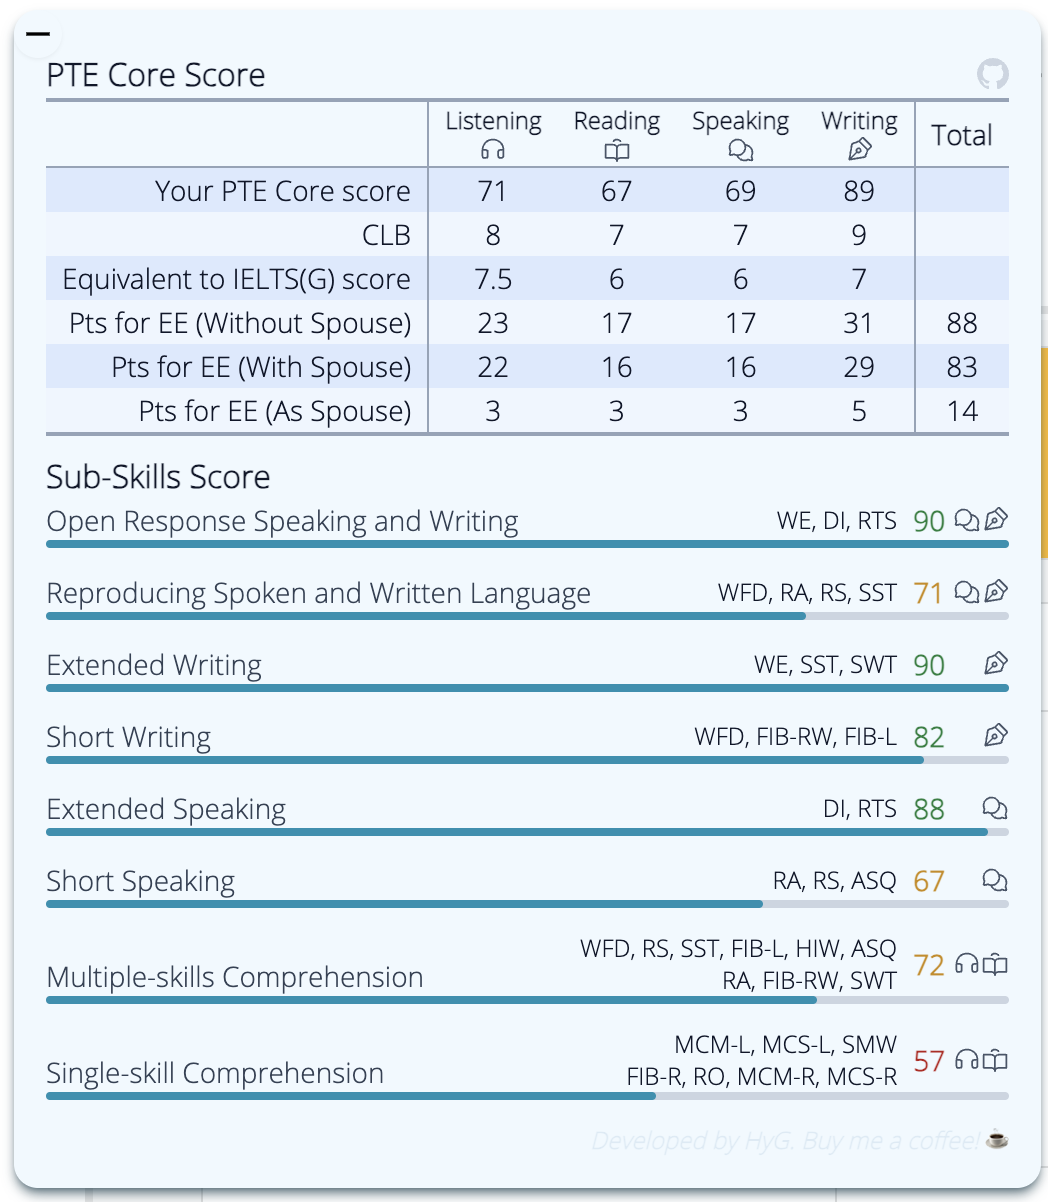 PTE Core Score
Listening Reading Speaking Writing Total
Your PTE Core score 71 67 69 89
CLB 8 7 7 9
Equivalent to IELTS(G) score 7.5 6 6 7
Pts for EE (Without Spouse) 23 17 17 31 88
Pts for EE (With Spouse) 22 16 16 29 83
Pts for EE (As Spouse) 3 3 3 5 14
Sub-Skills Score
Open Response Speaking and Writing WE, DI, RTS 90
Reproducing Spoken and Written Language WFD, RA, RS, SST 71
Extended Writing WE, SST, SWT 90
Short Writing WFD, FIB-RW, FIB-L 82
Extended Speaking DI, RTS 88
Short Speaking RA, RS, ASQ 67
WFD, RS, SST, FIB-L, HIW, ASQ
Multiple-skills Comprehension RA, FIB-RW, SWT 72
MCM-L, MCS-L, SMW
Single-skill Comprehension FIB-R, RO, MCM-R, MCS-R 57
Developed by HyG. Buy me a coffee!